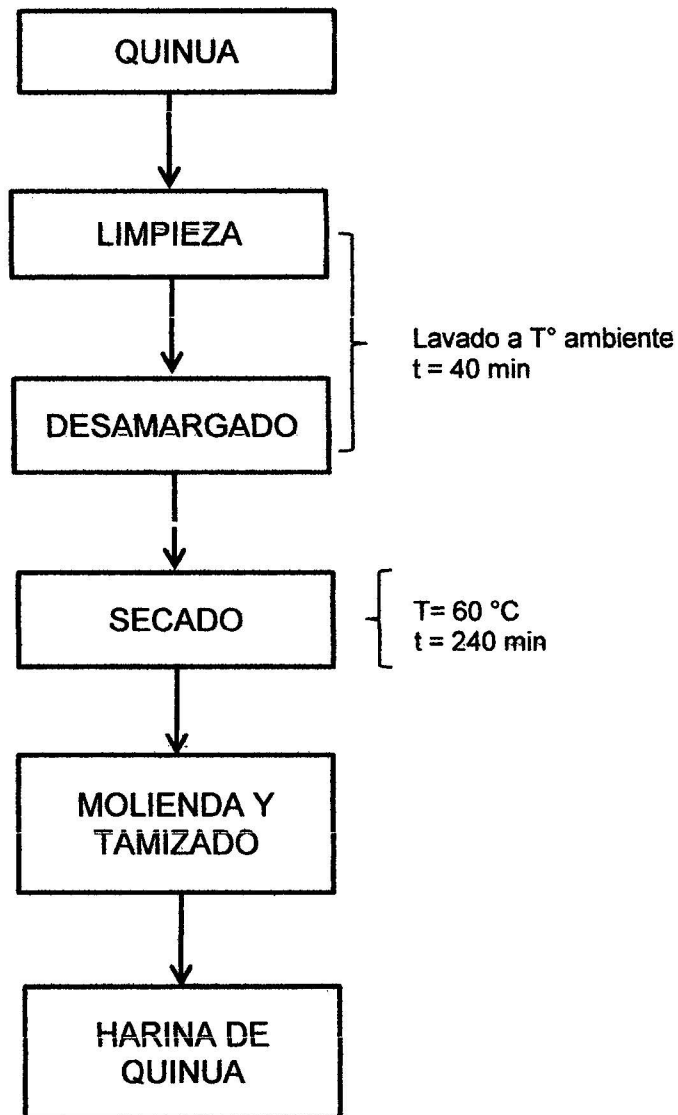 QUINUA
LIMPIEZA
Lavado a T° ambiente
t = 40 min
DESAMARGADO
SECADO
T= 60 °C
t = 240 min
MOLIENDA Y
TAMIZADO
HARINA DE
QUINUA